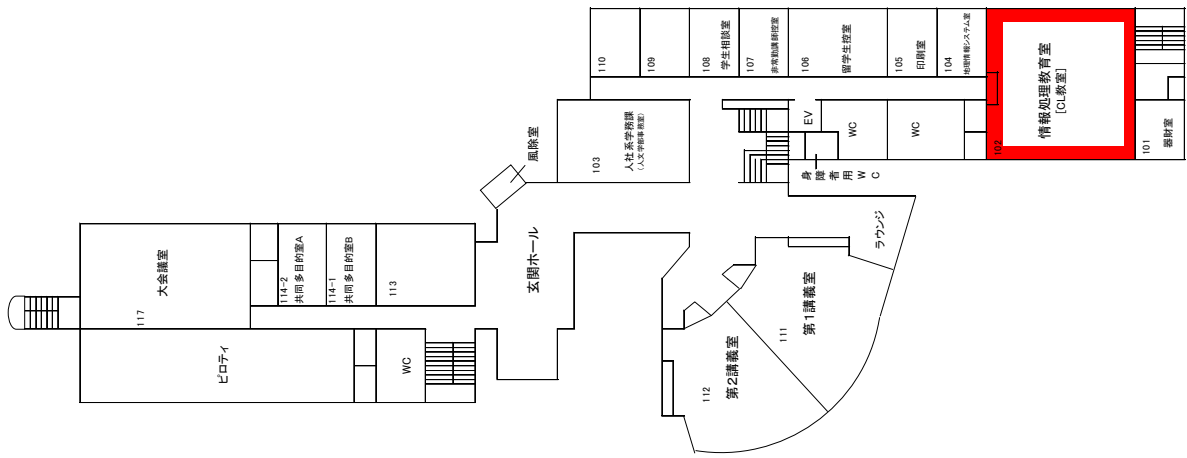 110
109
108
学生相談室
107
非常勤講師控室
106
留学生控室
105
印刷室
104
地理情報システム室
102
情報処理教育室
[CL教室]
101
器財室
103
人社系学務課
(人文学部事務室)
EV
WC
WC
身障者用WC
風除室
玄関ホール
ラウンジ
大会議室
117
114-2
共同多目的室A
114-1
共同多目的室B
113
ピロティ
WC
第1講義室
111
第2講義室
112